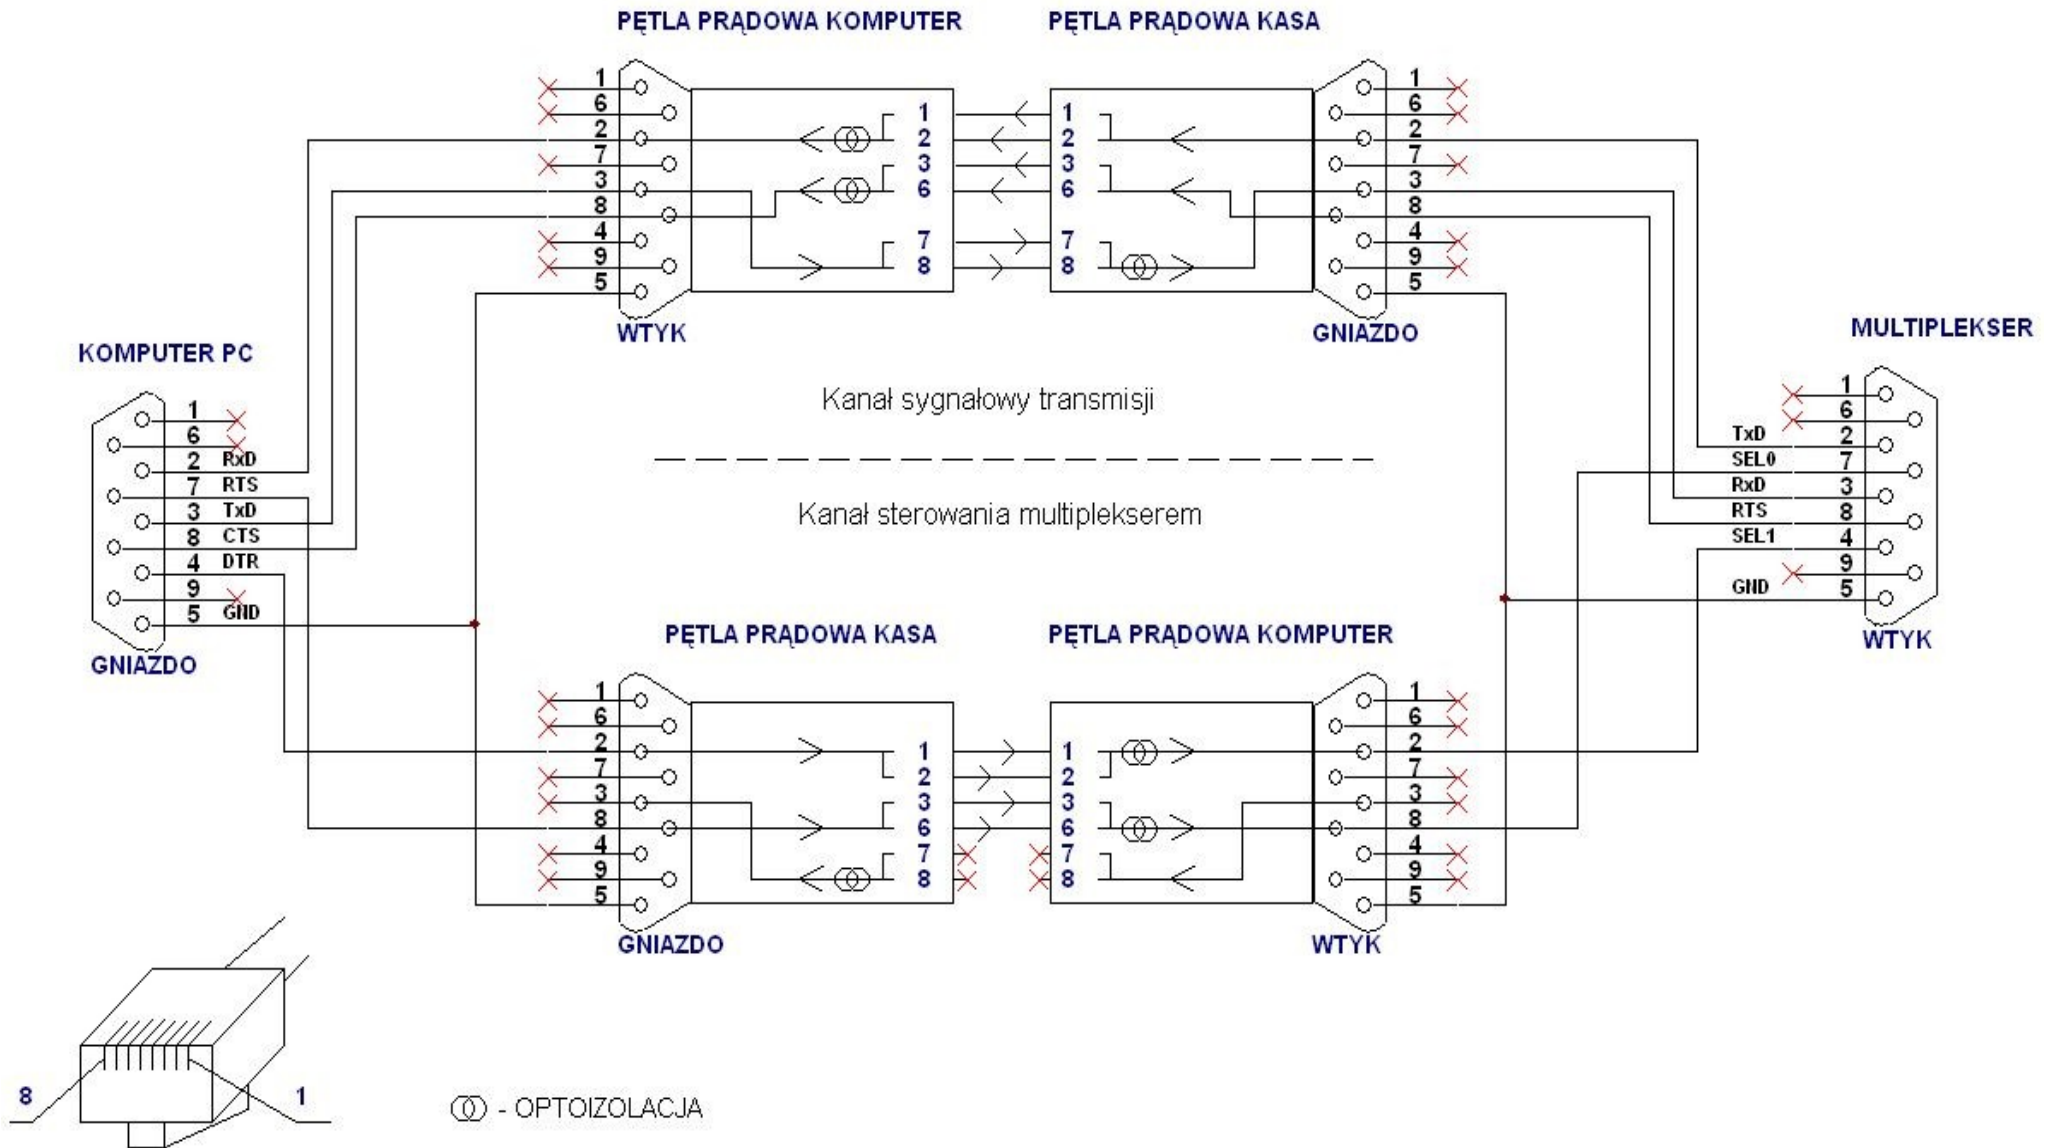 PĘTLA PRĄDOWA KOMPUTER
PĘTLA PRĄDOWA KASA
1
6
2
7
3
8
4
9
5
1
2
3
6
7
8
1
2
3
6
7
8
1
6
2
7
3
8
4
9
5
WTYK
GNIAZDO
KOMPUTER PC
1
6
2 RxD
7 RTS
3 TxD
8 CTS
4 DTR
9
5 GND
GNIAZDO
Kanał sygnałowy transmisji
Kanał sterowania multiplekserem
MULTIPLEKSER
1
6
TxD 2
SEL0 7
RxD 3
RTS 8
SEL1 4
9
GND 5
WTYK
PĘTLA PRĄDOWA KASA
PĘTLA PRĄDOWA KOMPUTER
1
6
2
7
3
8
4
9
5
1
2
3
6
7
8
1
2
3
6
7
8
1
6
2
7
3
8
4
9
5
GNIAZDO
WTYK
8
1
- OPTOIZOLACJA